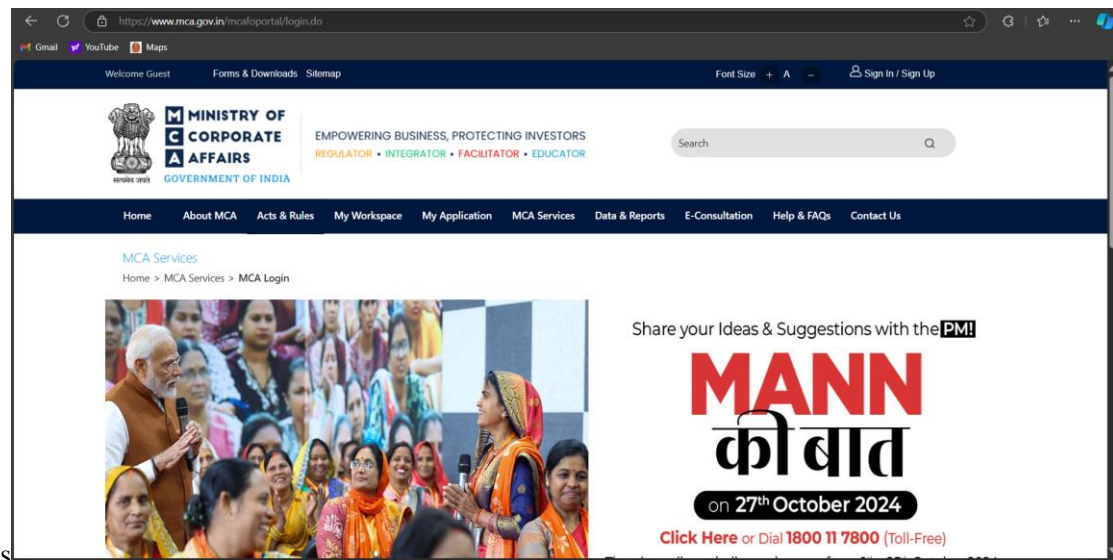 https://www.mca.gov.in/mcafoportal/login.do
Gmail YouTube Maps
Welcome Guest Forms & Downloads Sitemap Font Size + A – Sign In / Sign Up
MINISTRY OF
CORPORATE
AFFAIRS
GOVERNMENT OF INDIA
सत्यमेव जयते
EMPOWERING BUSINESS, PROTECTING INVESTORS
REGULATOR • INTEGRATOR • FACILITATOR • EDUCATOR
Search
Home About MCA Acts & Rules My Workspace My Application MCA Services Data & Reports E-Consultation Help & FAQs Contact Us
MCA Services
Home > MCA Services > MCA Login
Share your Ideas & Suggestions with the PM!
MANN
की बात
on 27th October 2024
Click Here or Dial 1800 11 7800 (Toll-Free)
s